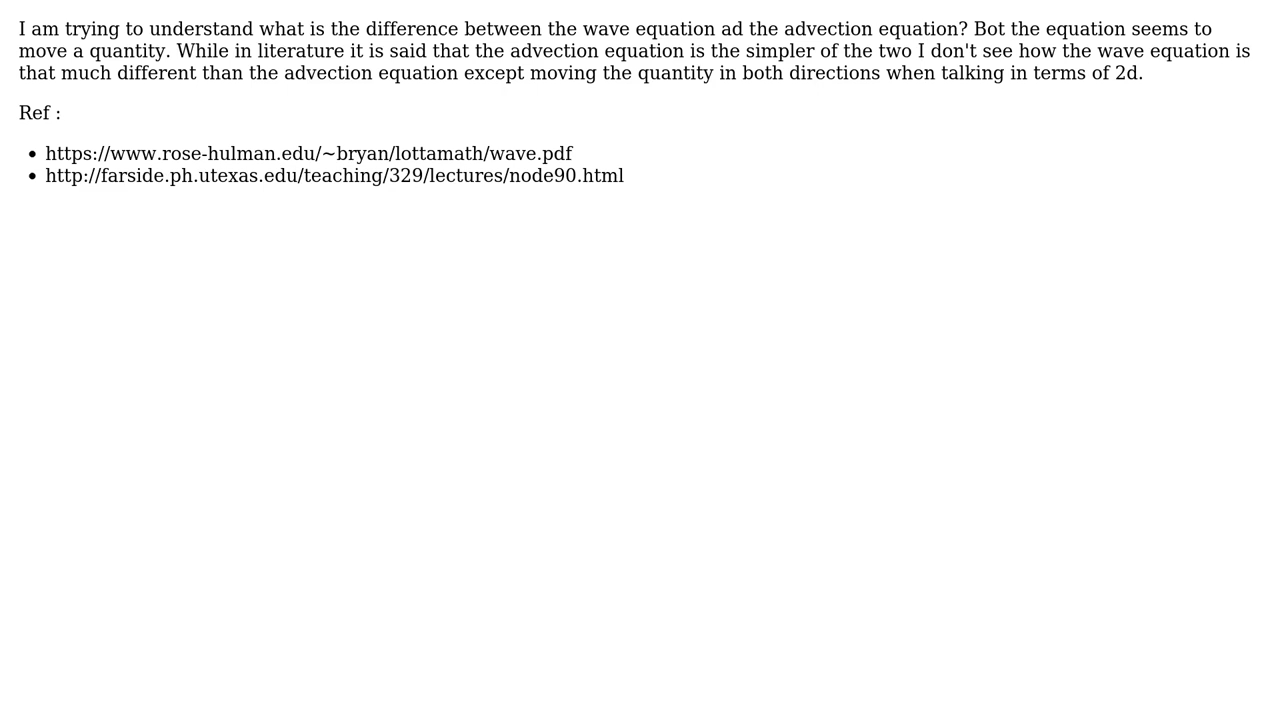 I am trying to understand what is the difference between the wave equation ad the advection equation? Bot the equation seems to
move a quantity. While in literature it is said that the advection equation is the simpler of the two I don't see how the wave equation is
that much different than the advection equation except moving the quantity in both directions when talking in terms of 2d.
Ref :
• https://www.rose-hulman.edu/~bryan/lottamath/wave.pdf
• http://farside.ph.utexas.edu/teaching/329/lectures/node90.html